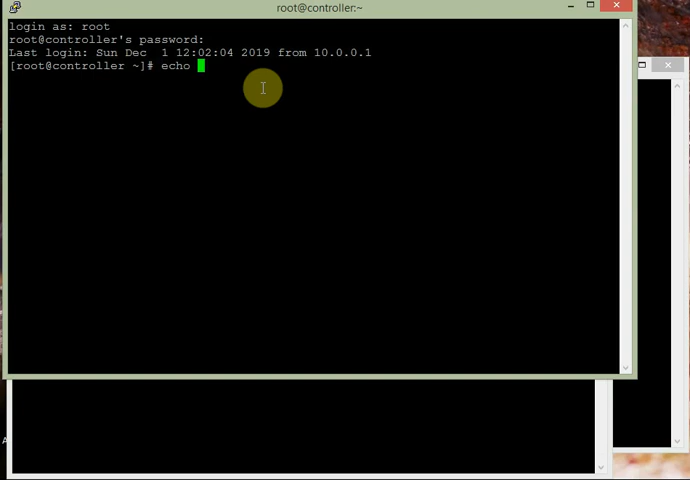 root@controller:~
login as: root
root@controller's password:
Last login: Sun Dec  1 12:02:04 2019 from 10.0.0.1
[root@controller ~]# echo
A